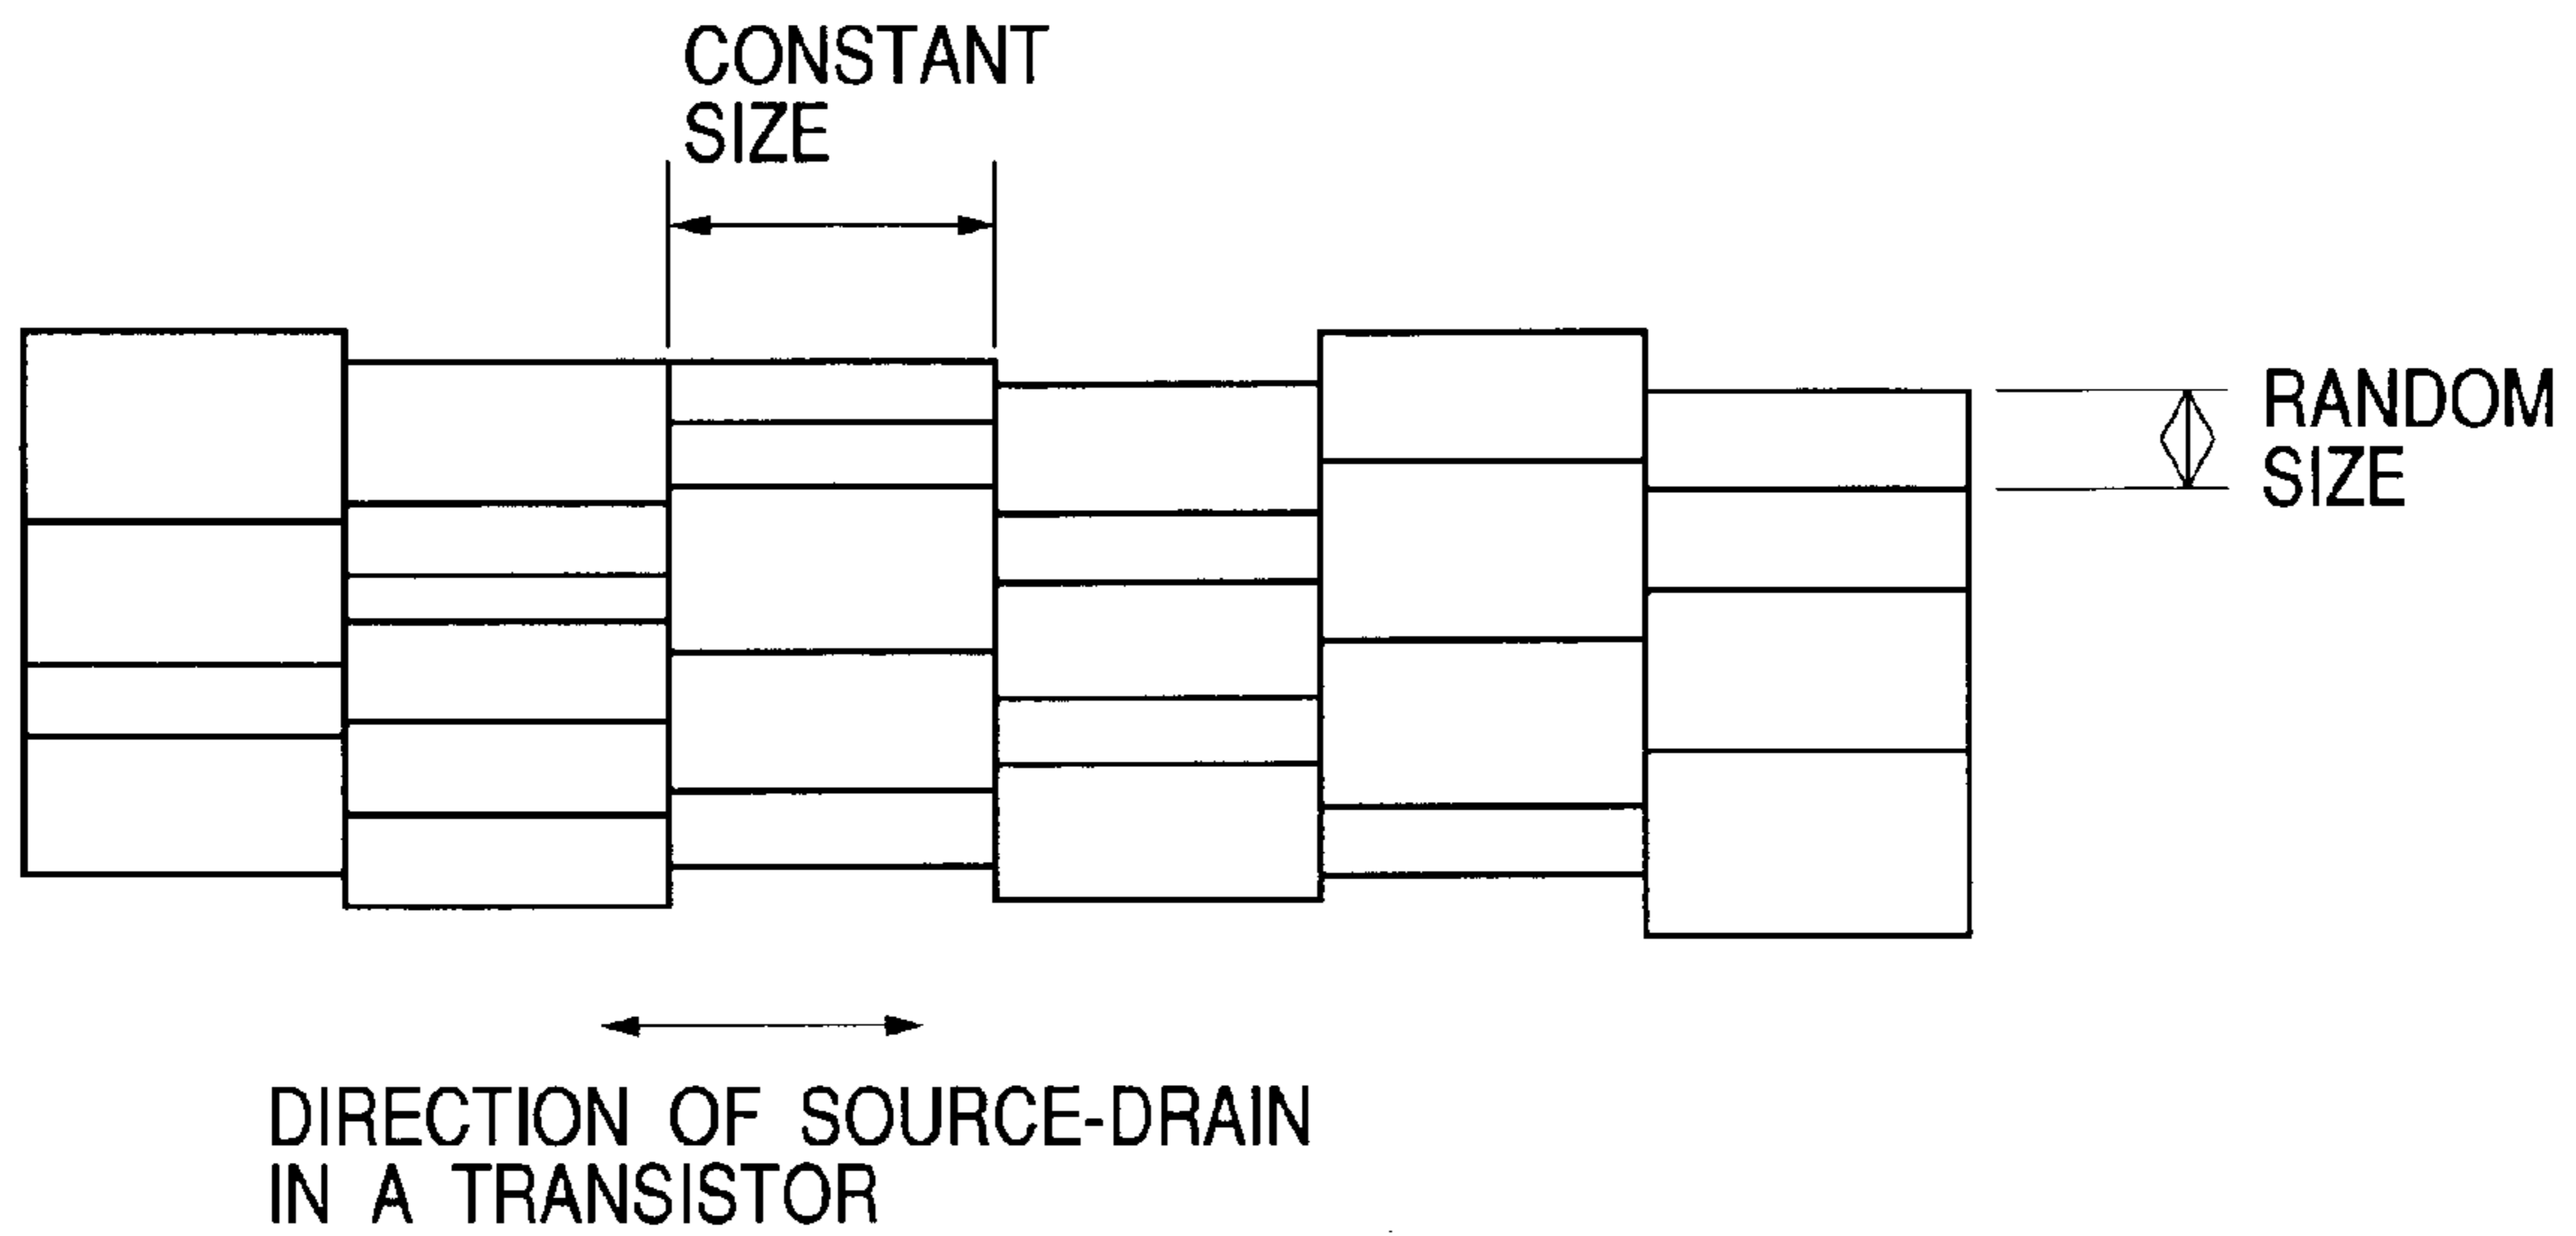 CONSTANT
SIZE
RANDOM
SIZE
DIRECTION OF SOURCE-DRAIN
IN A TRANSISTOR